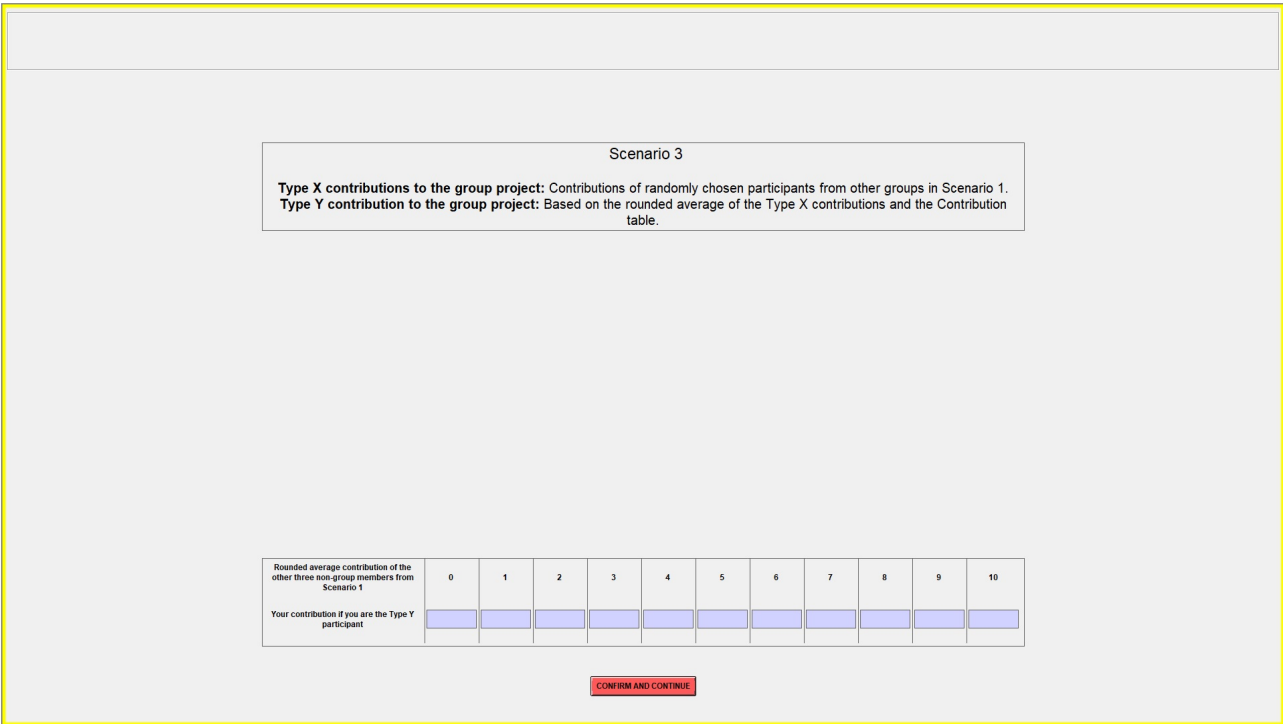 Scenario 3
Type X contributions to the group project: Contributions of randomly chosen participants from other groups in Scenario 1.
Type Y contribution to the group project: Based on the rounded average of the Type X contributions and the Contribution
table.
Rounded average contribution of the
other three non-group members from
Scenario 1
0 1 2 3 4 5 6 7 8 9 10
Your contribution if you are the Type Y
participant
CONFIRM AND CONTINUE